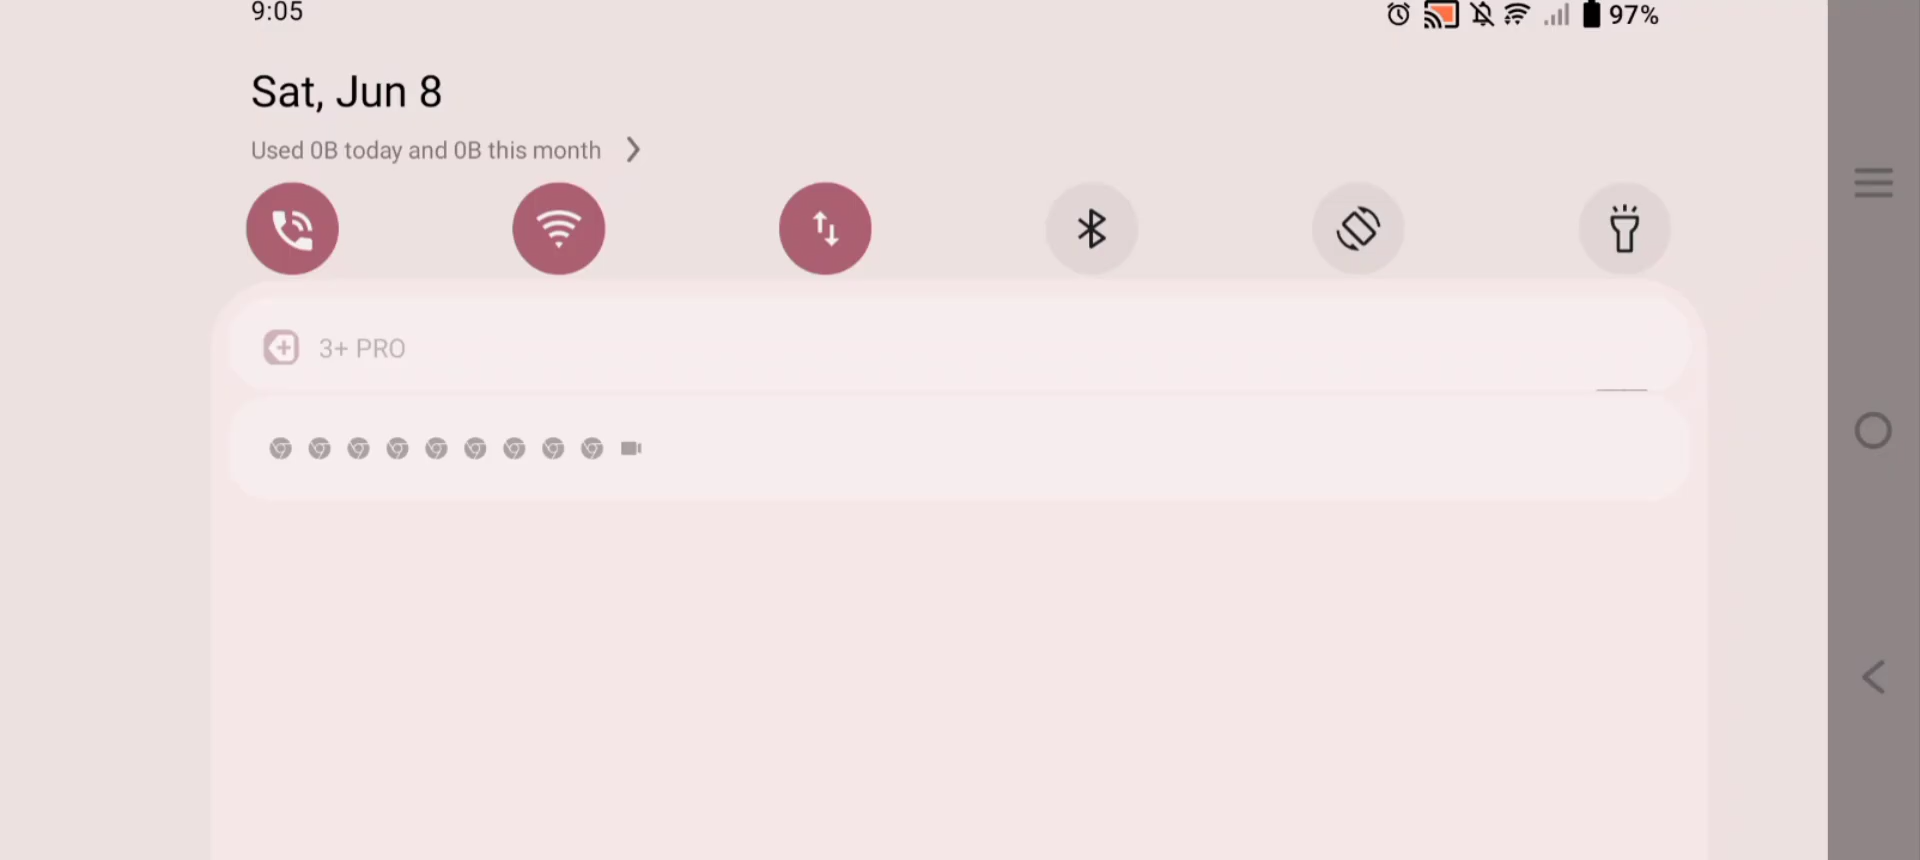 9:05
97%
Sat, Jun 8
Used 0B today and 0B this month
3+ PRO